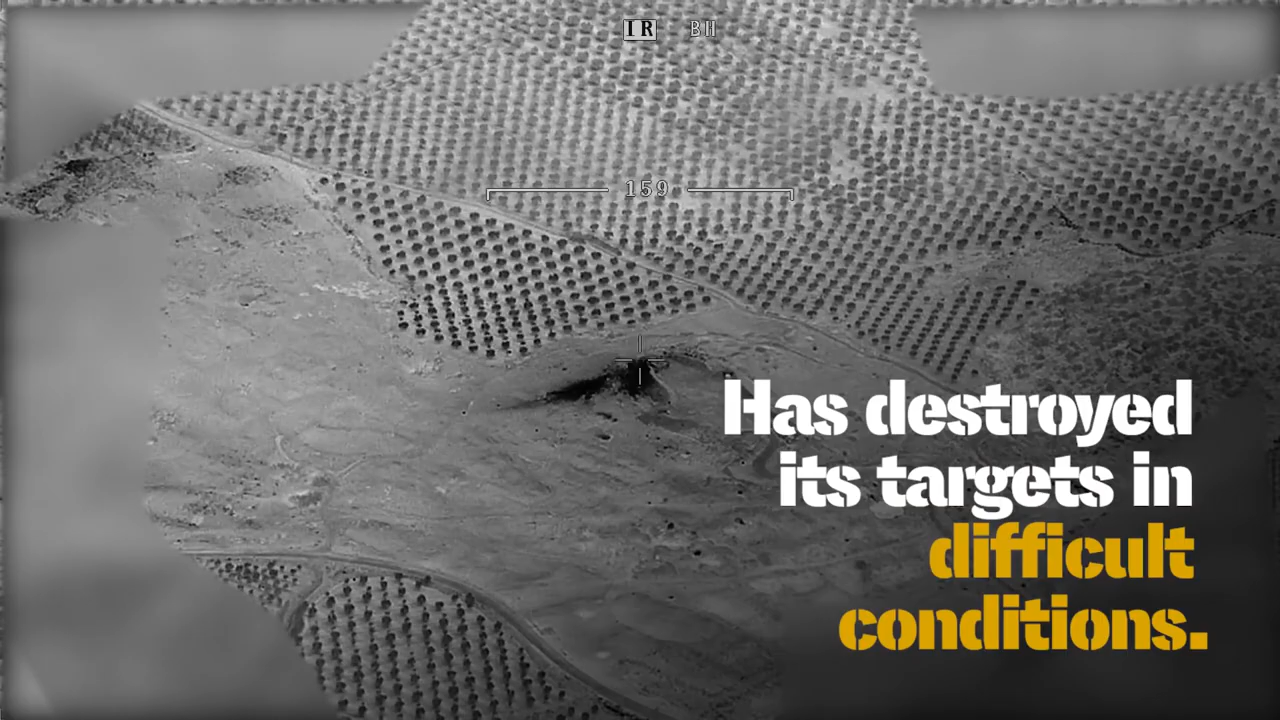 IR BH
159
Has destroyed
its targets in
difficult
conditions.